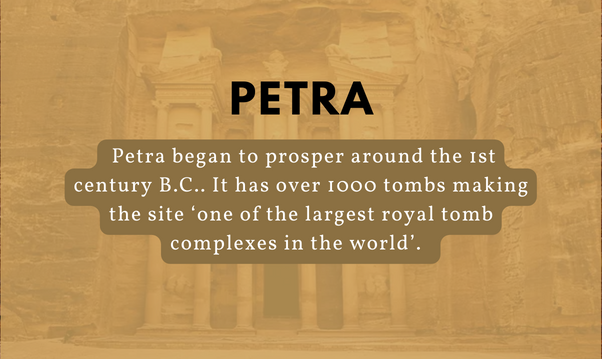 PETRA
Petra began to prosper around the 1st
century B.C.. It has over 1000 tombs making
the site ‘one of the largest royal tomb
complexes in the world’.